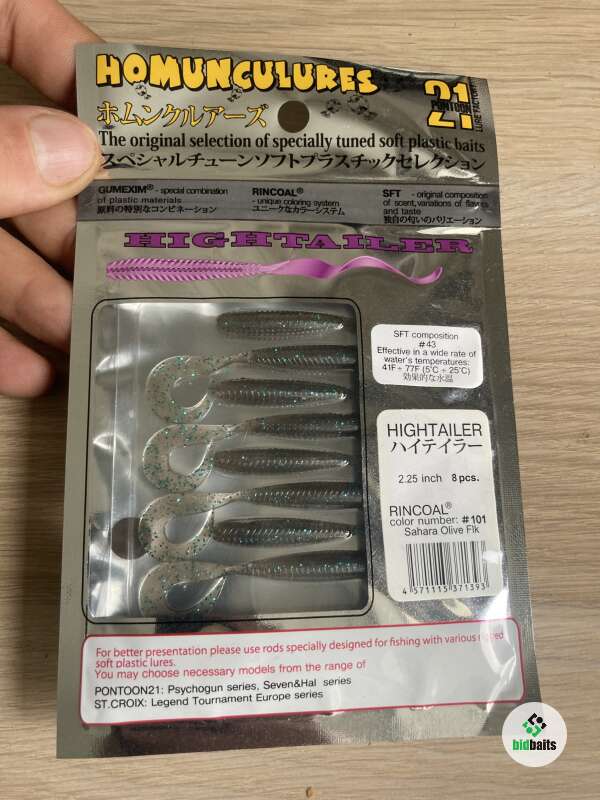 HOMUNCULURES
ホムンクルアーズ
21
PONTOON
LURE FACTORY
The original selection of specially tuned soft plastic baits
スペシャルチューンソフトプラスチックセレクション
GUMEXIM® - special combination
of plastic materials
原料の特別なコンビネーション
RINCOAL® -
- unique coloring system
ユニークなカラーシステム
SFT - original composition
of scent, variations of flavors
and taste
独自の匂いのバリエーション
HIGHTAILER
SFT composition
#43
Effective in a wide rate of
water's temperatures:
41F ÷ 77F (5°C ÷ 25°C)
効果的な水温
HIGHTAILER
ハイテイラー
2.25 inch 8 pcs.
RINCOAL®
color number: #101
Sahara Olive Flk
4 571115 371393
For better presentation please use rods specially designed for fishing with various rigged
soft plastic lures.
You may choose necessary models from the range of
PONTOON21: Psychogun series, Seven&Hal series
ST.CROIX: Legend Tournament Europe series
bidbaits